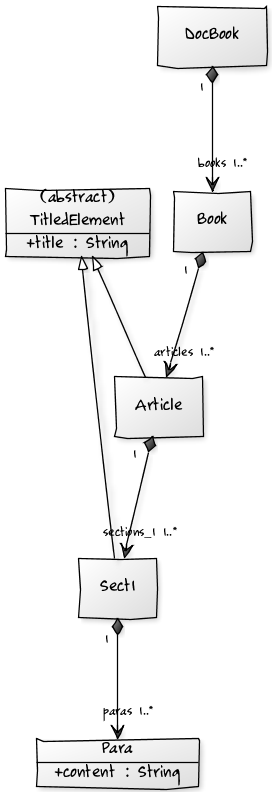 DocBook
1
books 1..*
(abstract)
TitledElement
+title : String
Book
1
articles 1..*
Article
1
sections_1 1..*
Sect1
1
paras 1..*
Para
+content : String